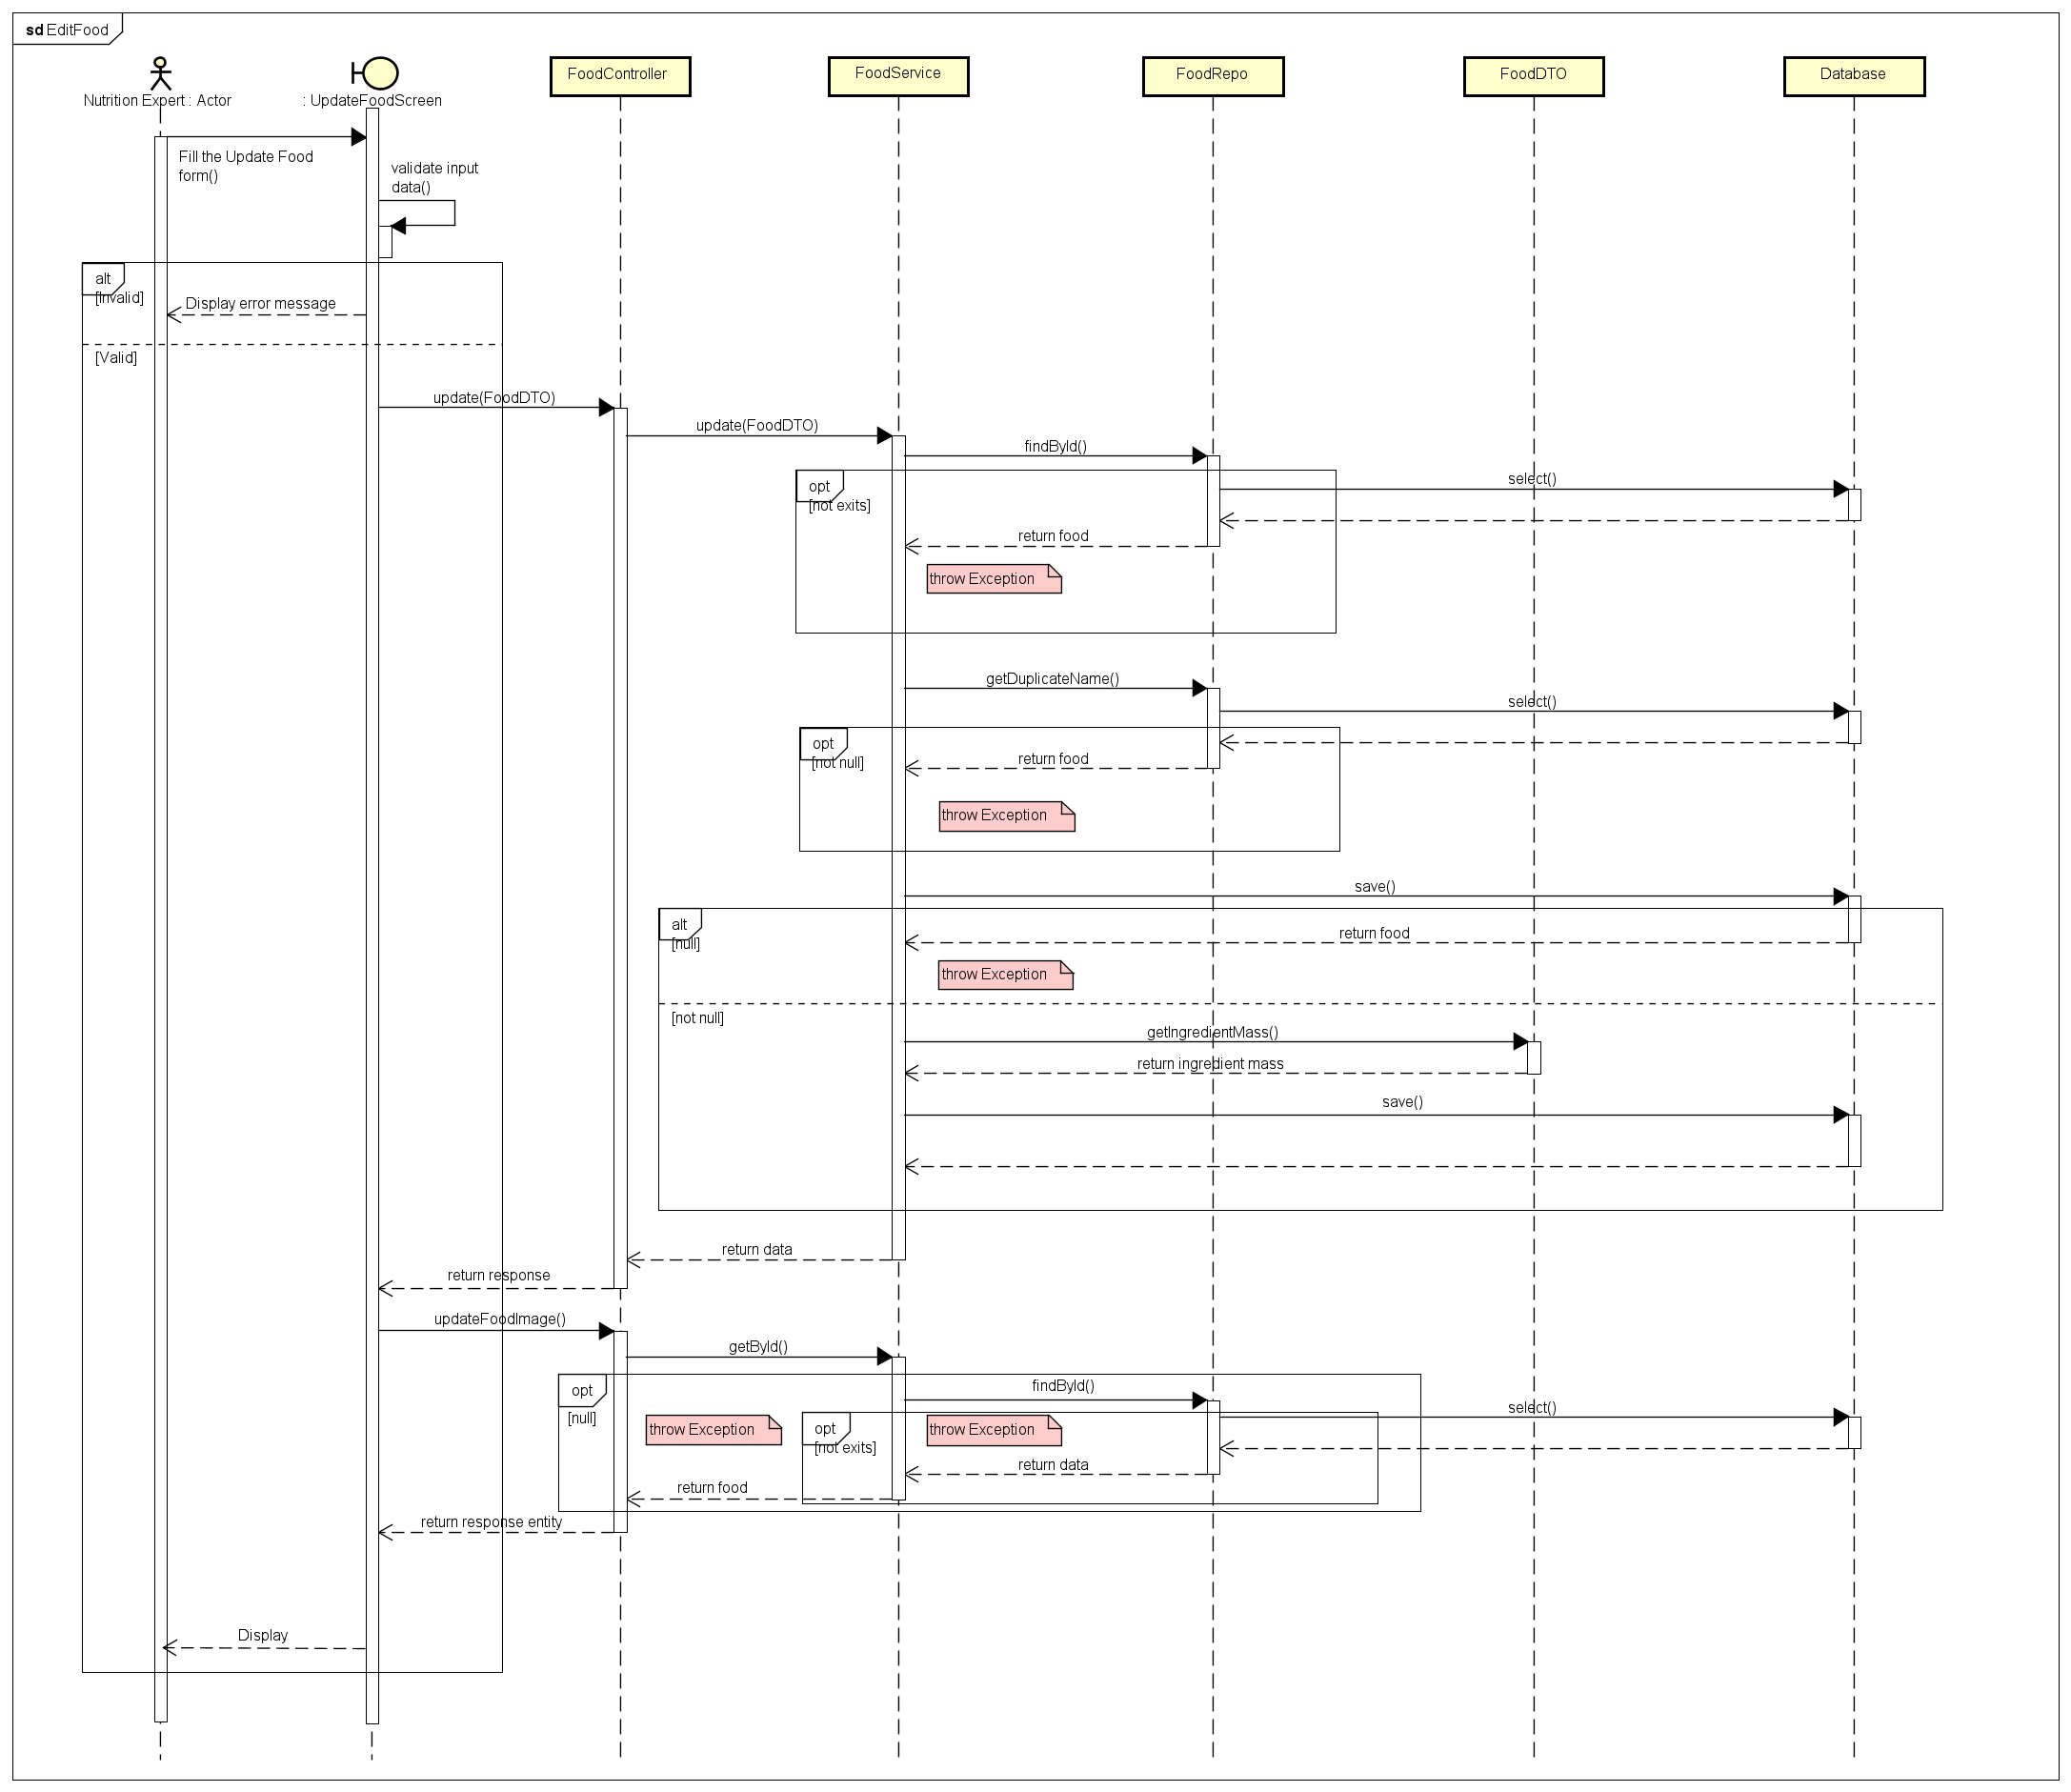 sd EditFood
Nutrition Expert : Actor
: UpdateFoodScreen
FoodController
FoodService
FoodRepo
FoodDTO
Database
Fill the Update Food
form()
validate input
data()
alt
[Invalid]
Display error message
[Valid]
update(FoodDTO)
update(FoodDTO)
findById()
opt
[not exits]
select()
return food
throw Exception
getDuplicateName()
select()
opt
[not null]
return food
throw Exception
save()
alt
[null]
return food
throw Exception
[not null]
getIngredientMass()
return ingredient mass
save()
return data
return response
updateFoodImage()
getById()
opt
[null]
findById()
select()
throw Exception
opt
[not exits]
throw Exception
return data
return food
return response entity
Display